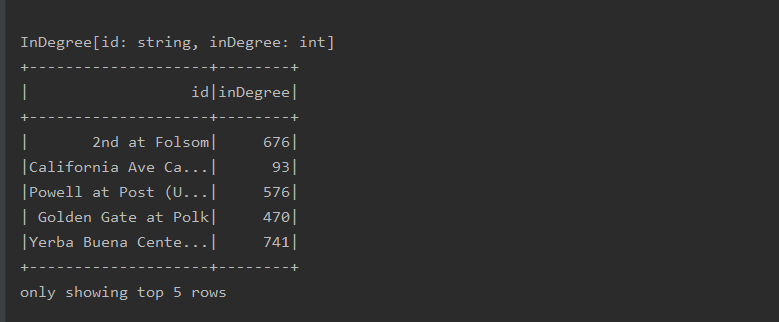 InDegree[id: string, inDegree: int]
+--------------------+--------+
|                  id|inDegree|
+--------------------+--------+
|       2nd at Folsom|     676|
|California Ave Ca...|      93|
|Powell at Post (U...|     576|
| Golden Gate at Polk|     470|
|Yerba Buena Cente...|     741|
+--------------------+--------+
only showing top 5 rows